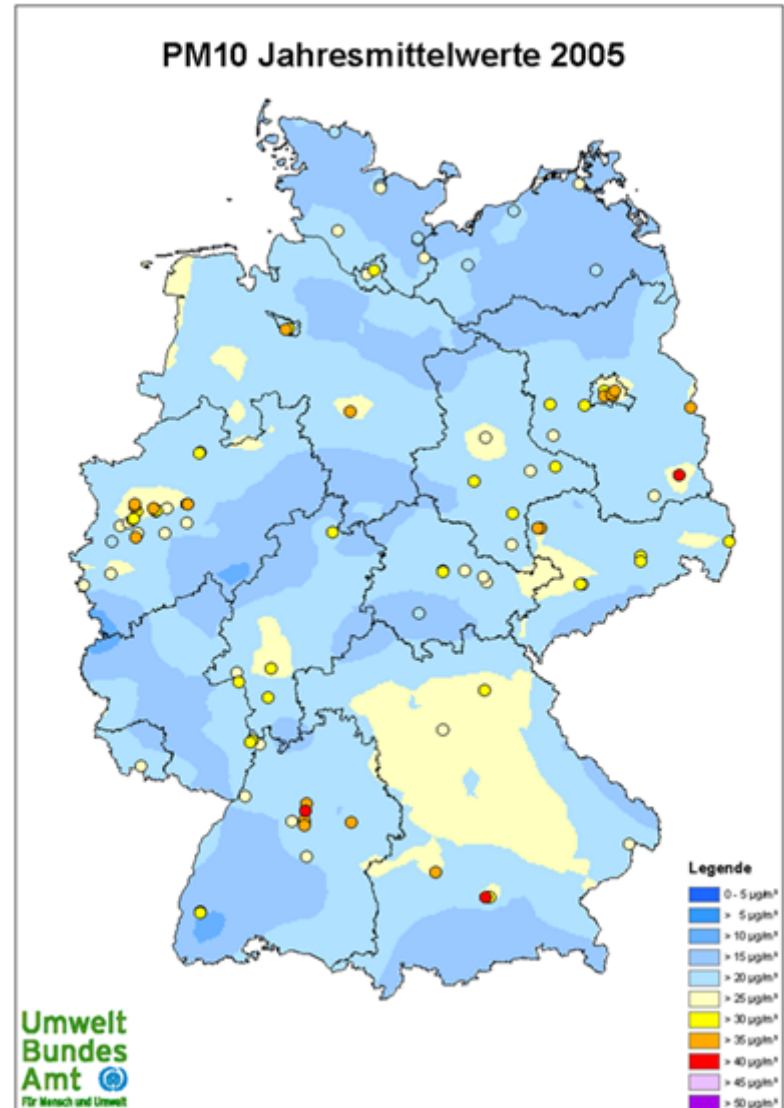 PM10 Jahresmittelwerte 2005
Legende
0 - 5 µg/m³
> 5 µg/m³
> 10 µg/m³
> 15 µg/m³
> 20 µg/m³
> 25 µg/m³
> 30 µg/m³
> 35 µg/m³
> 40 µg/m³
> 45 µg/m³
> 50 µg/m³
Umwelt
Bundes
Amt
Für Mensch und Umwelt